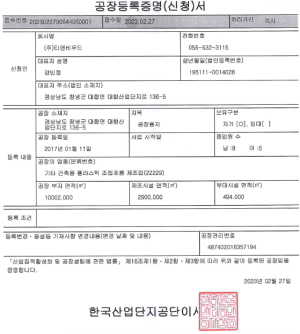 공장등록증명(신청)서
접수번호 20230227906449S0001 접수일 2023.02.27 처리기간 즉시
신청인
회사명
(주)티앤비우드
전화번호
055-532-3115
대표자 성명
생년월일(법인등록번호)
195111-0014028
대표자 주소(법인 소재지)
경상남도 창녕군 대합면 대합산업단지로 136-5
등록 내용
공장 소재지
경상남도 창녕군 대합면 대합산업단지로 136-5
지목
공장용지
보유구분
자가 [O], 임대[ ]
공장 등록일
2017년 01월 11일
사업 시작일
종업원 수
남:8 여:5
공장의 업종(분류번호)
기타 건축용 플라스틱 조립제품 제조업(22229)
공장 부지 면적(㎡)
10002.000
제조시설 면적(㎡)
2900.000
부대시설 면적(㎡)
494.000
등록 조건
등록변경·증설등 기재사항 변경내용(변경 날짜 및 내용)
공장관리번호
487402016357194
「산업집적활성화 및 공장설립에 관한 법률」 제16조제1항·제2항·제3항에 따라 위와 같이 등록된 공장임을
증명합니다.
2023년 02월 27일
한국산업단지공단이사